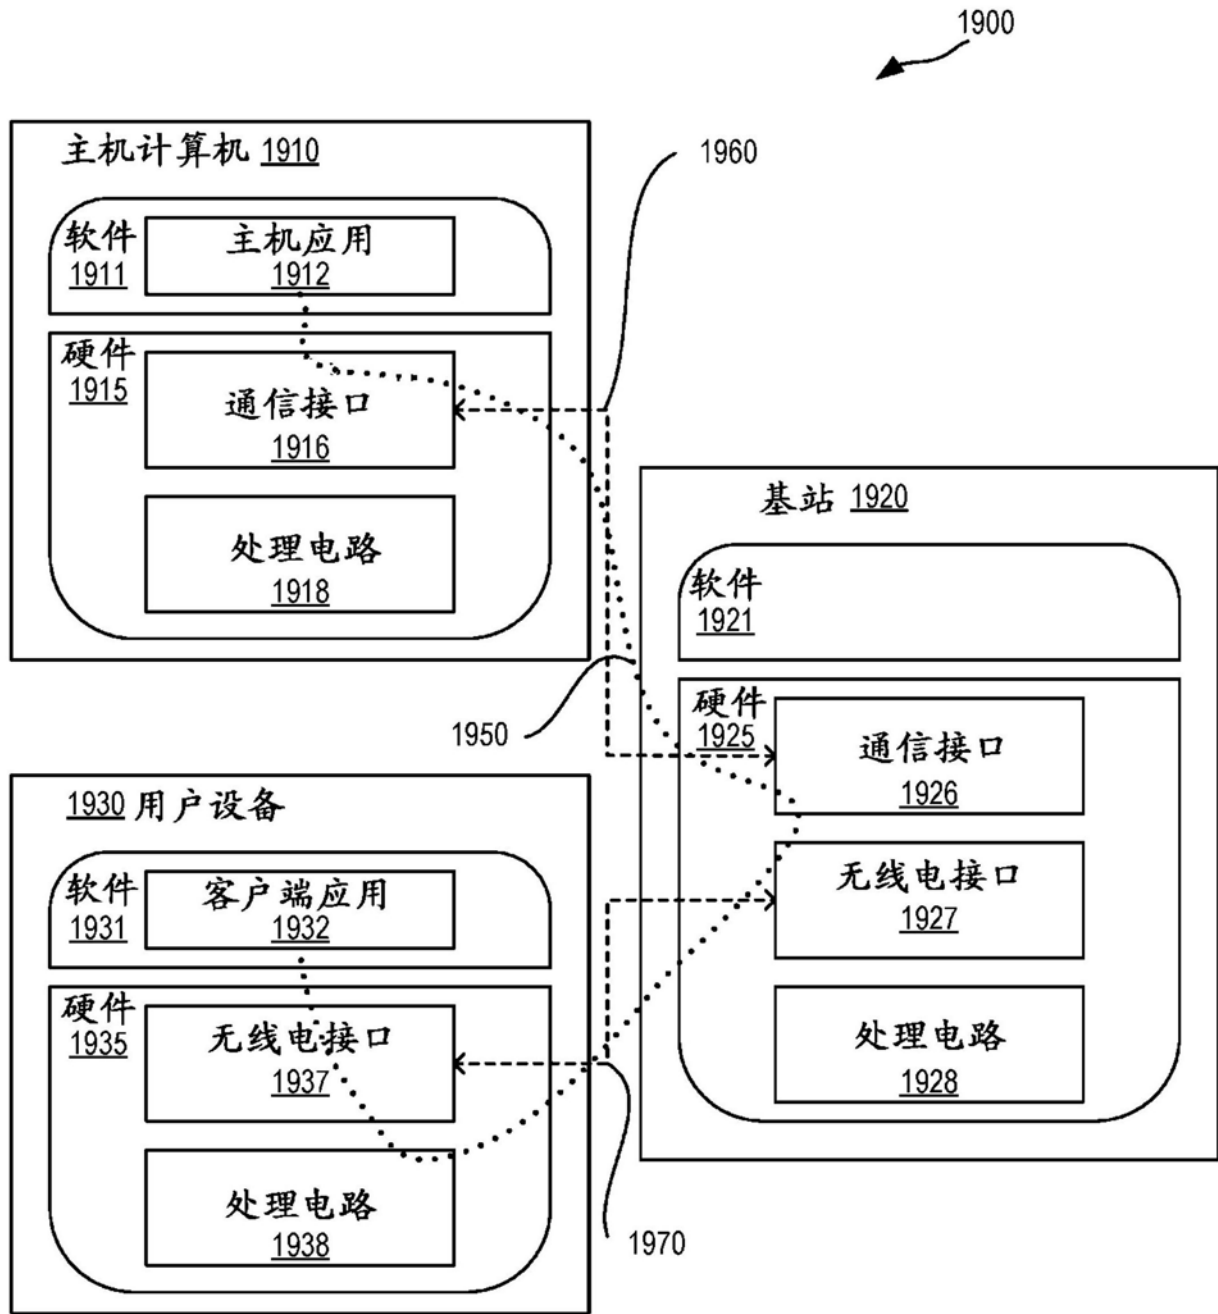 1900
主机计算机 1910
1960
软件
1911
主机应用
1912
硬件
1915
通信接口
1916
处理电路
1918
基站 1920
软件
1921
硬件
1925
通信接口
1926
无线电接口
1927
处理电路
1928
1950
1930 用户设备
软件
1931
客户端应用
1932
硬件
1935
无线电接口
1937
处理电路
1938
1970